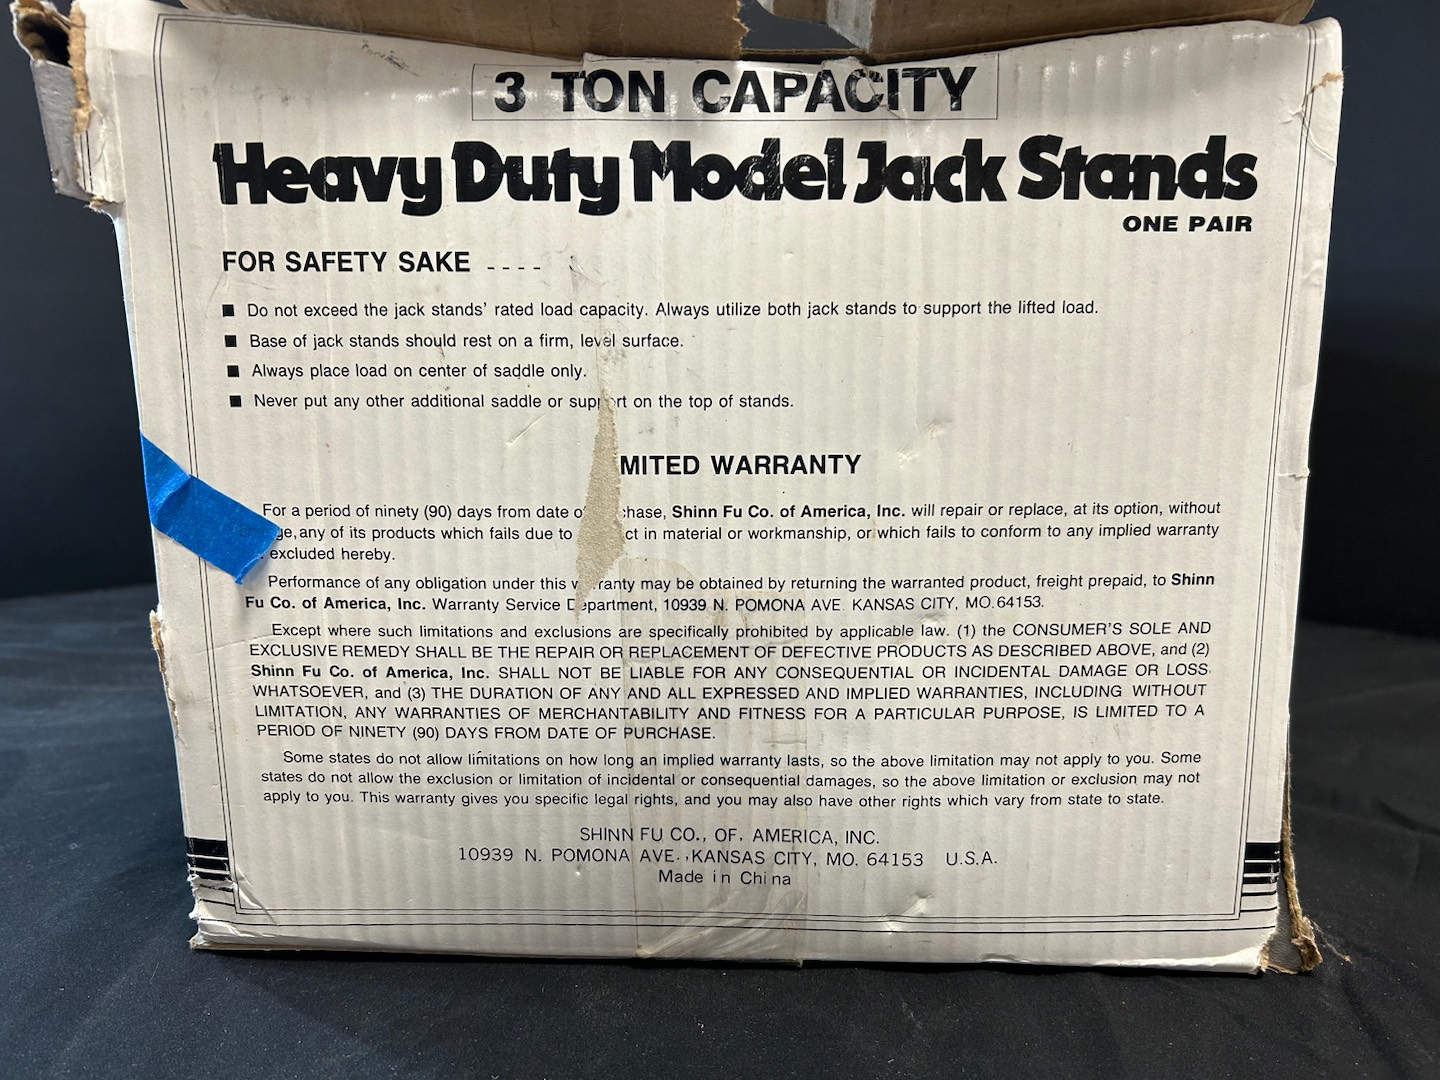 3 TON CAPACITY
Heavy Duty Model Jack Stands
ONE PAIR
FOR SAFETY SAKE ----
■ Do not exceed the jack stands' rated load capacity. Always utilize both jack stands to support the lifted load.
■ Base of jack stands should rest on a firm, level surface.
■ Always place load on center of saddle only.
■ Never put any other additional saddle or support on the top of stands.
MITED WARRANTY
For a period of ninety (90) days from date o chase, Shinn Fu Co. of America, Inc. will repair or replace, at its option, without
ge, any of its products which fails due to ct in material or workmanship, or which fails to conform to any implied warranty
excluded hereby.
Performance of any obligation under this warranty may be obtained by returning the warranted product, freight prepaid, to Shinn
Fu Co. of America, Inc. Warranty Service Department, 10939 N. POMONA AVE. KANSAS CITY, MO.64153.
Except where such limitations and exclusions are specifically prohibited by applicable law. (1) the CONSUMER'S SOLE AND
EXCLUSIVE REMEDY SHALL BE THE REPAIR OR REPLACEMENT OF DEFECTIVE PRODUCTS AS DESCRIBED ABOVE, and (2)
Shinn Fu Co. of America, Inc. SHALL NOT BE LIABLE FOR ANY CONSEQUENTIAL OR INCIDENTAL DAMAGE OR LOSS
WHATSOEVER, and (3) THE DURATION OF ANY AND ALL EXPRESSED AND IMPLIED WARRANTIES, INCLUDING WITHOUT
LIMITATION, ANY WARRANTIES OF MERCHANTABILITY AND FITNESS FOR A PARTICULAR PURPOSE, IS LIMITED TO A
PERIOD OF NINETY (90) DAYS FROM DATE OF PURCHASE.
Some states do not allow limitations on how long an implied warranty lasts, so the above limitation may not apply to you. Some
states do not allow the exclusion or limitation of incidental or consequential damages, so the above limitation or exclusion may not
apply to you. This warranty gives you specific legal rights, and you may also have other rights which vary from state to state.
SHINN FU CO., OF. AMERICA, INC.
10939 N. POMONA AVE., KANSAS CITY, MO. 64153 U.S.A.
Made in China